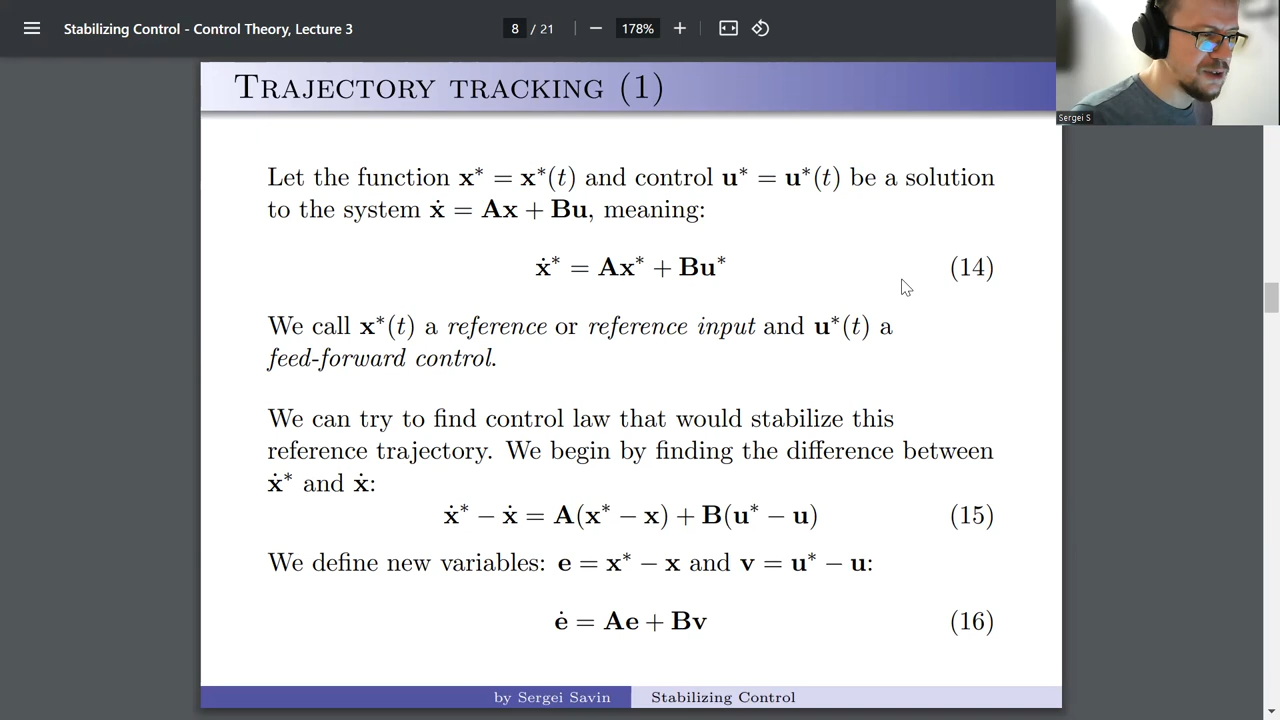 Stabilizing Control - Control Theory, Lecture 3
8 / 21
178%
Sergei S
TRAJECTORY TRACKING (1)
Let the function x* = x*(t) and control u* = u*(t) be a solution
to the system ẋ = Ax + Bu, meaning:
ẋ* = Ax* + Bu* (14)
We call x*(t) a reference or reference input and u*(t) a
feed-forward control.
We can try to find control law that would stabilize this
reference trajectory. We begin by finding the difference between
ẋ* and ẋ:
ẋ* − ẋ = A(x* − x) + B(u* − u) (15)
We define new variables: e = x* − x and v = u* − u:
ė = Ae + Bv (16)
by Sergei Savin Stabilizing Control